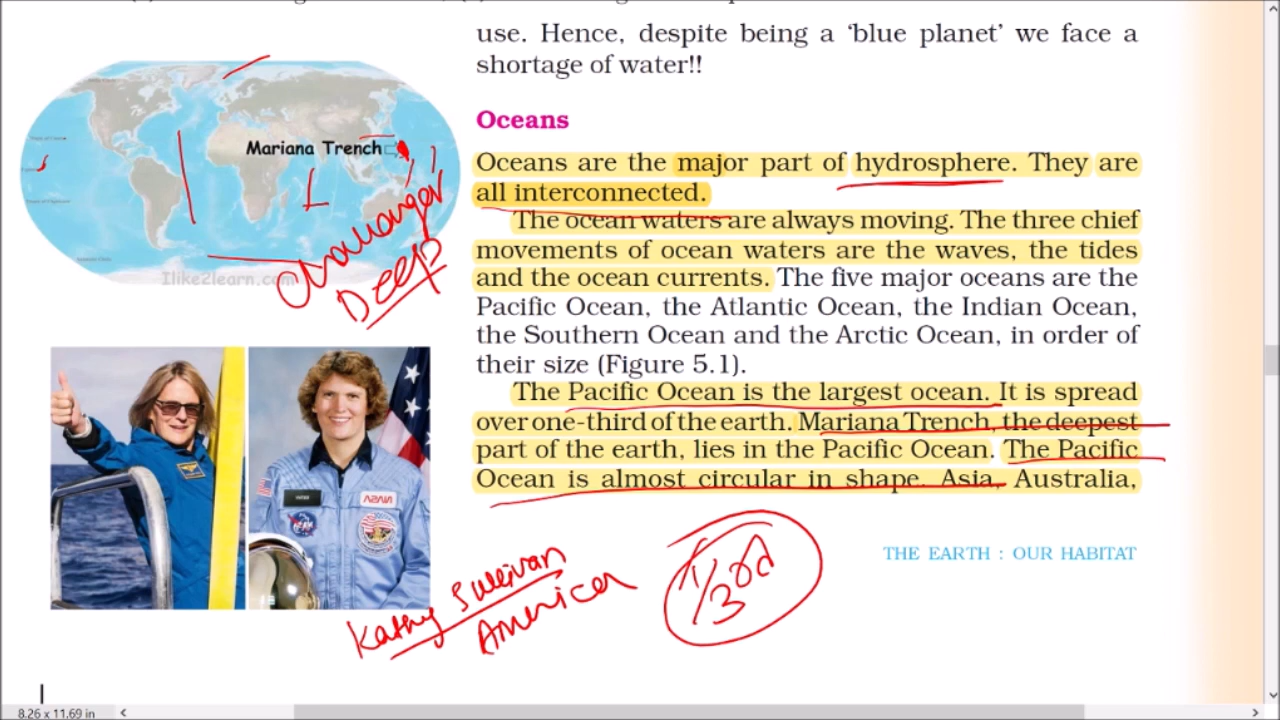 use. Hence, despite being a ‘blue planet’ we face a
shortage of water!!
Oceans
Oceans are the major part of hydrosphere. They are
all interconnected.
The ocean waters are always moving. The three chief
movements of ocean waters are the waves, the tides
and the ocean currents. The five major oceans are the
Pacific Ocean, the Atlantic Ocean, the Indian Ocean,
the Southern Ocean and the Arctic Ocean, in order of
their size (Figure 5.1).
The Pacific Ocean is the largest ocean. It is spread
over one-third of the earth. Mariana Trench, the deepest
part of the earth, lies in the Pacific Ocean. The Pacific
Ocean is almost circular in shape. Asia, Australia,
THE EARTH : OUR HABITAT
Mariana Trench
Ilike2learn.com
Deep
Kathy Sullivan
America
1/3rd
8.26 x 11.69 in